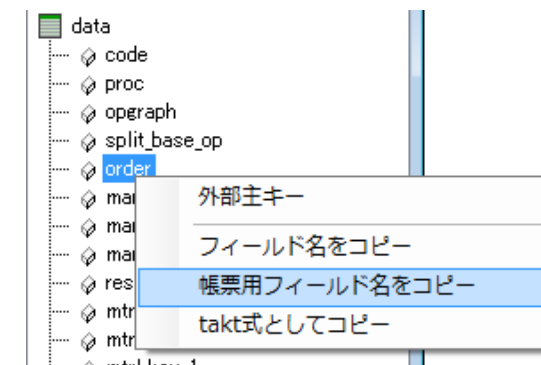 data
code
proc
opgraph
split_base_op
order
外部主キー
フィールド名をコピー
帳票用フィールド名をコピー
takt式としてコピー